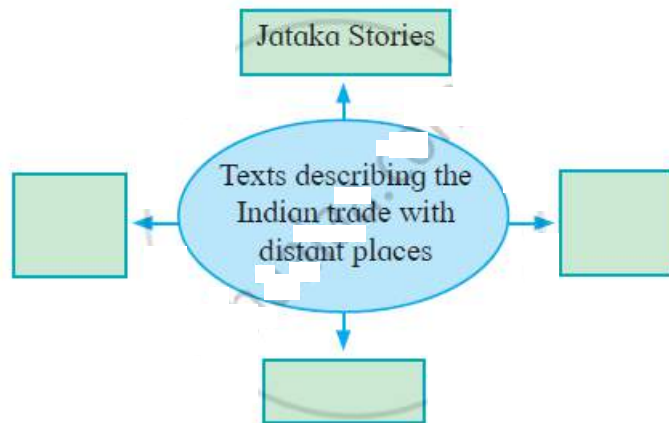 Jataka Stories
Texts describing the
Indian trade with
distant places